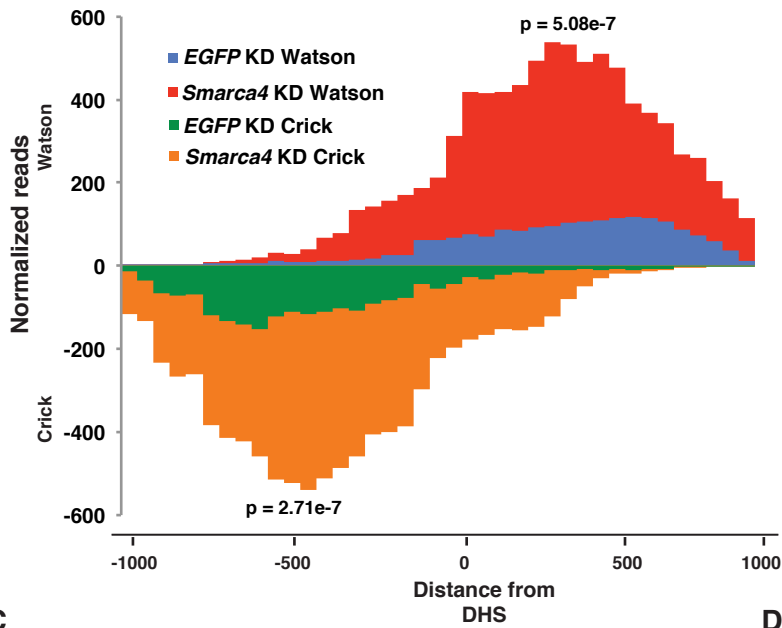 600
p = 5.08e-7
EGFP KD Watson
Smarca4 KD Watson
EGFP KD Crick
Smarca4 KD Crick
400
200
0
-200
-400
-600
Normalized reads
Watson
Crick
p = 2.71e-7
-1000
-500
0
500
1000
Distance from
DHS
C
D